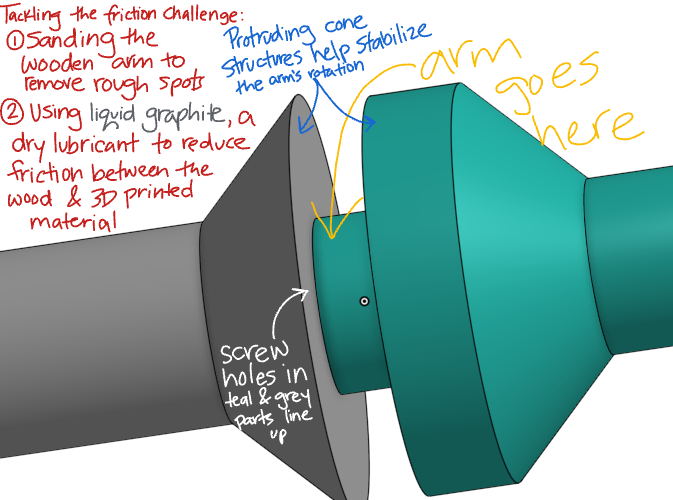 Tackling the friction challenge:
① Sanding the
wooden arm to
remove rough spots
② Using liquid graphite, a
dry lubricant to reduce
friction between the
wood & 3D printed
material
Protruding cone
structures help stabilize
the arm's rotation
arm
goes
here
screw
holes in
teal & grey
parts line
up